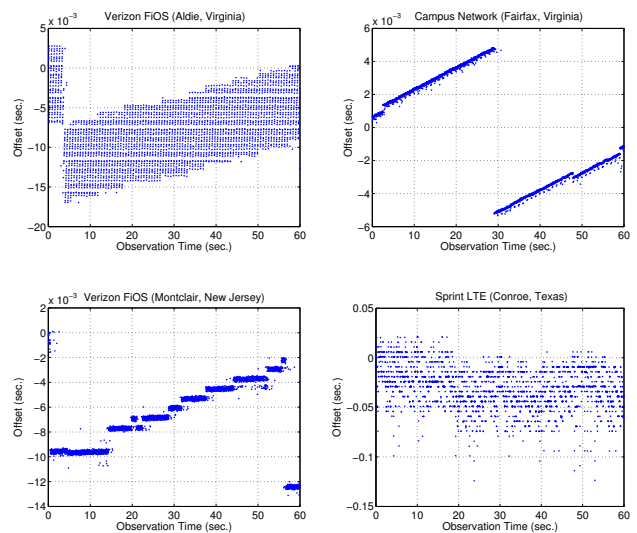 Verizon FiOS (Aldie, Virginia)
x 10⁻³
5
0
−5
−10
−15
−20
Offset (sec.)
0 10 20 30 40 50 60
Observation Time (sec.)
Campus Network (Fairfax, Virginia)
x 10⁻³
6
4
2
0
−2
−4
−6
Offset (sec.)
0 10 20 30 40 50 60
Observation Time (sec.)
Verizon FiOS (Montclair, New Jersey)
x 10⁻³
2
0
−2
−4
−6
−8
−10
−12
−14
Offset (sec.)
0 10 20 30 40 50 60
Observation Time (sec.)
Sprint LTE (Conroe, Texas)
0.05
0
−0.05
−0.1
−0.15
Offset (sec.)
0 10 20 30 40 50 60
Observation Time (sec.)